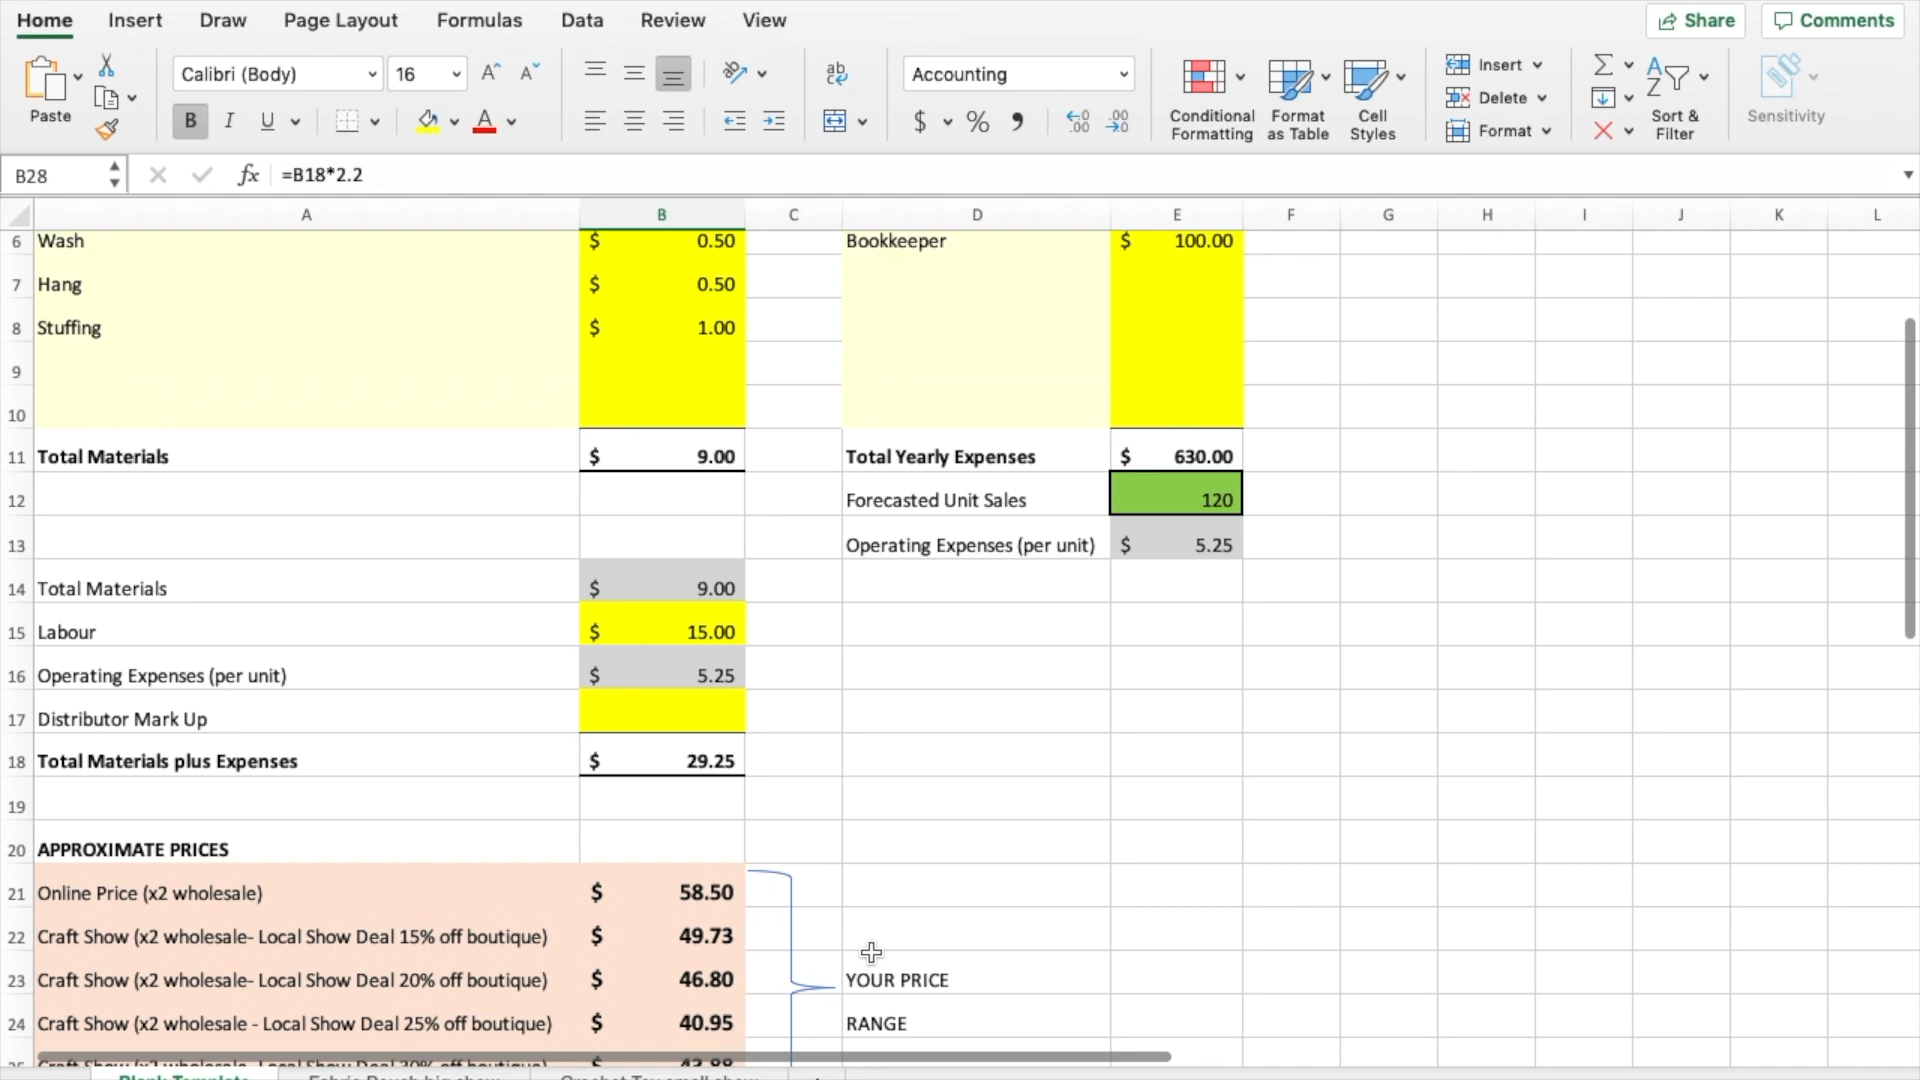 Home Insert Draw Page Layout Formulas Data Review View Share Comments
Paste Calibri (Body) 16 Accounting Conditional Formatting Format as Table Cell Styles Insert Delete Format Sort & Filter Sensitivity
B I U A $ % ab
B28 fx =B18*2.2
A B C D E F G H I J K L
6 Wash $ 0.50 Bookkeeper $ 100.00
7 Hang $ 0.50
8 Stuffing $ 1.00
9
10
11 Total Materials $ 9.00 Total Yearly Expenses $ 630.00
12 Forecasted Unit Sales 120
13 Operating Expenses (per unit) $ 5.25
14 Total Materials $ 9.00
15 Labour $ 15.00
16 Operating Expenses (per unit) $ 5.25
17 Distributor Mark Up
18 Total Materials plus Expenses $ 29.25
19
20 APPROXIMATE PRICES
21 Online Price (x2 wholesale) $ 58.50
22 Craft Show (x2 wholesale- Local Show Deal 15% off boutique) $ 49.73
23 Craft Show (x2 wholesale- Local Show Deal 20% off boutique) $ 46.80 YOUR PRICE
24 Craft Show (x2 wholesale - Local Show Deal 25% off boutique) $ 40.95 RANGE
Blank Template